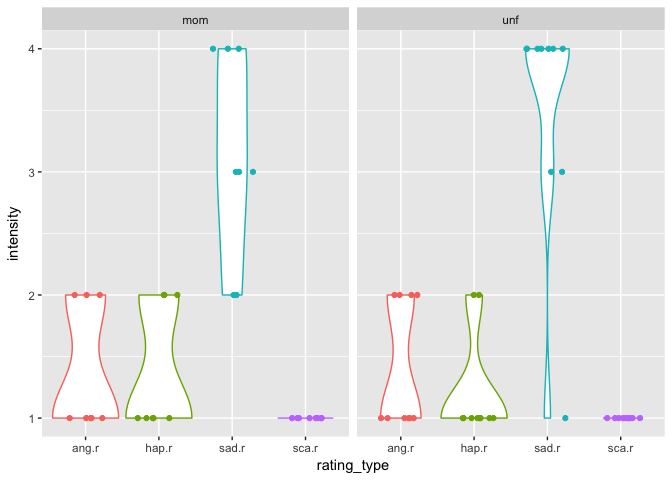 mom unf
4
3
2
1
intensity
ang.r hap.r sad.r sca.r ang.r hap.r sad.r sca.r
rating_type